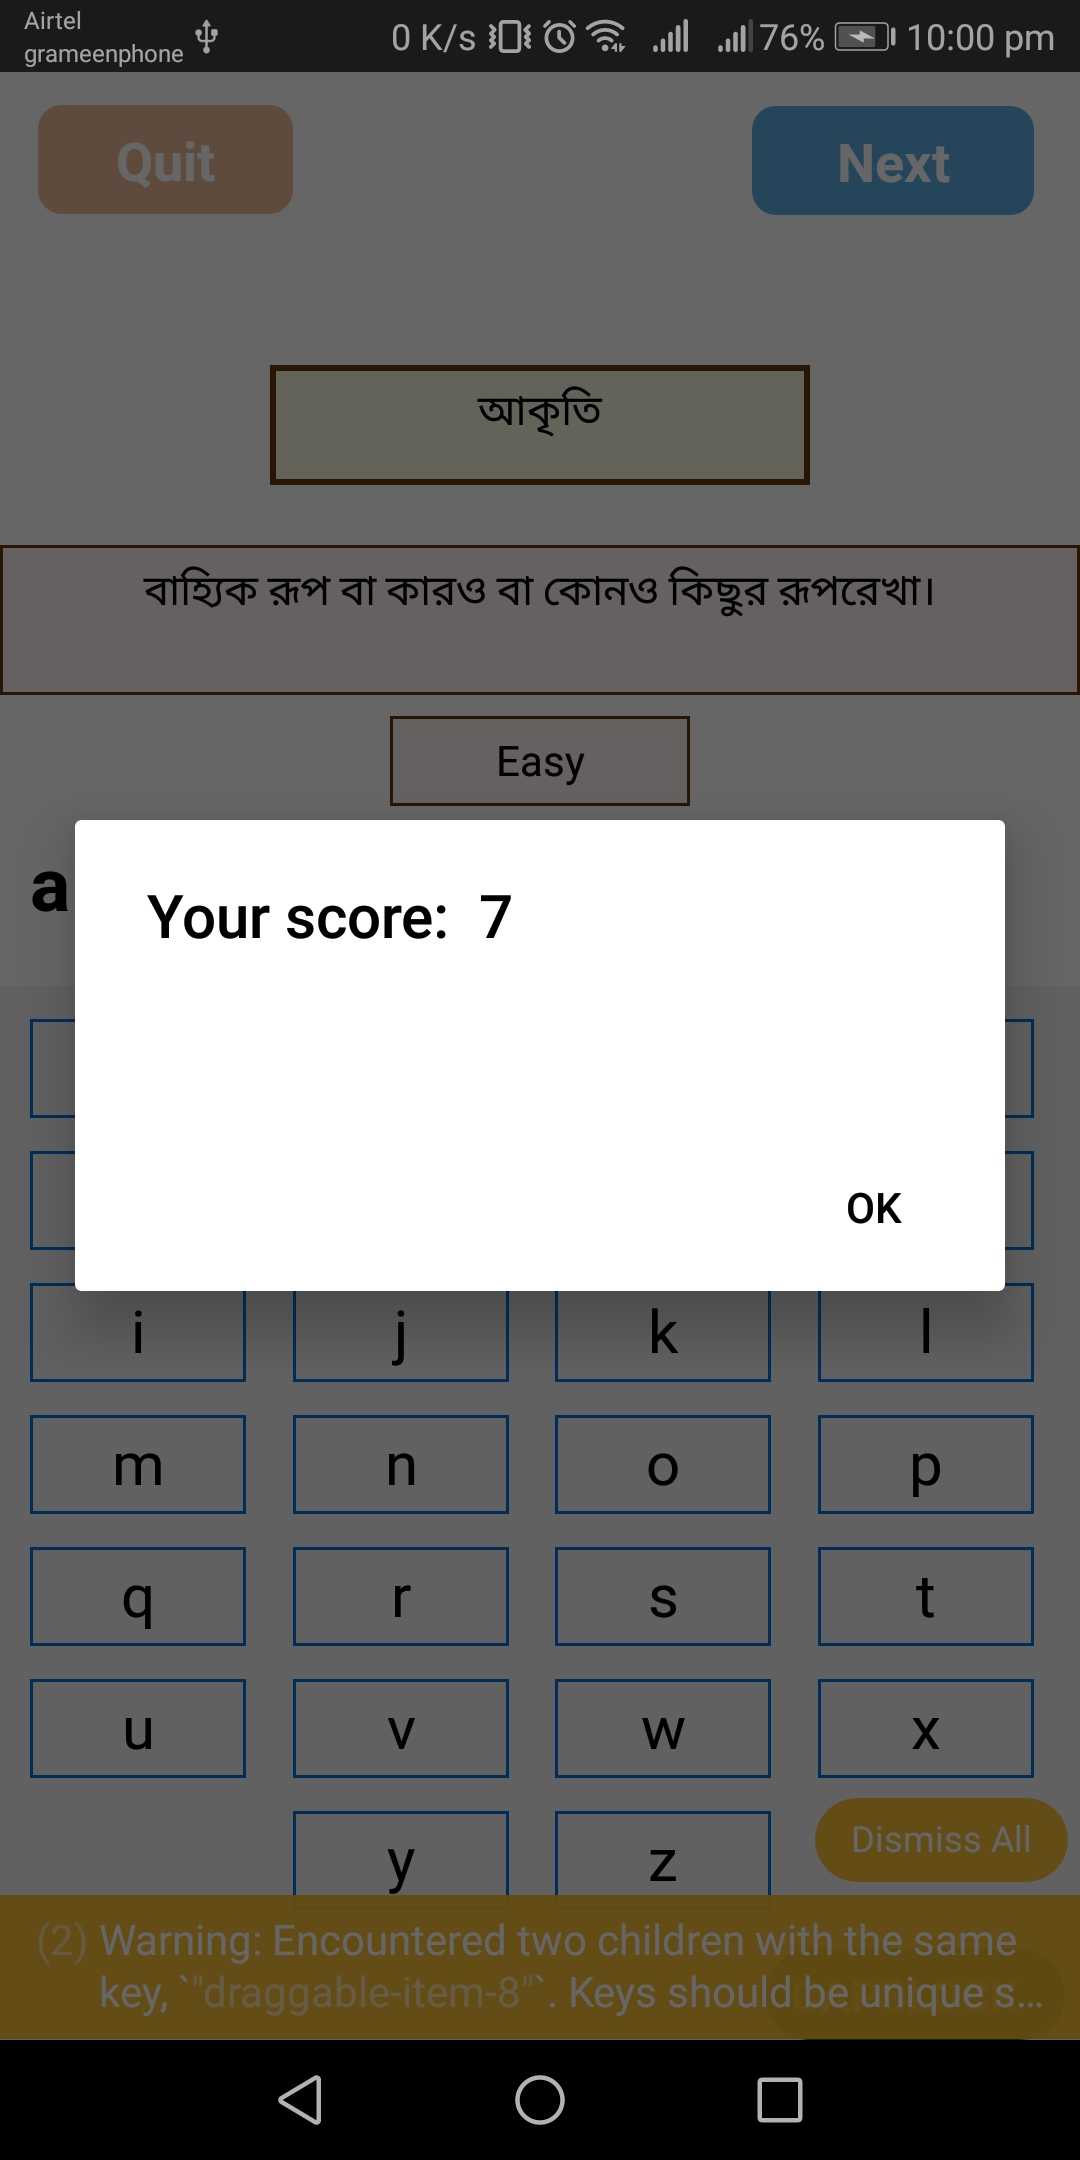 Airtel
grameenphone
0 K/s 76% 10:00 pm
Quit
Next
আকৃতি
বাহ্যিক রূপ বা কারও বা কোনও কিছুর রূপরেখা।
Easy
a
Your score: 7
OK
i j k l
m n o p
q r s t
u v w x
y z
Dismiss All
(2) Warning: Encountered two children with the same
key, `"draggable-item-8"`. Keys should be unique s...